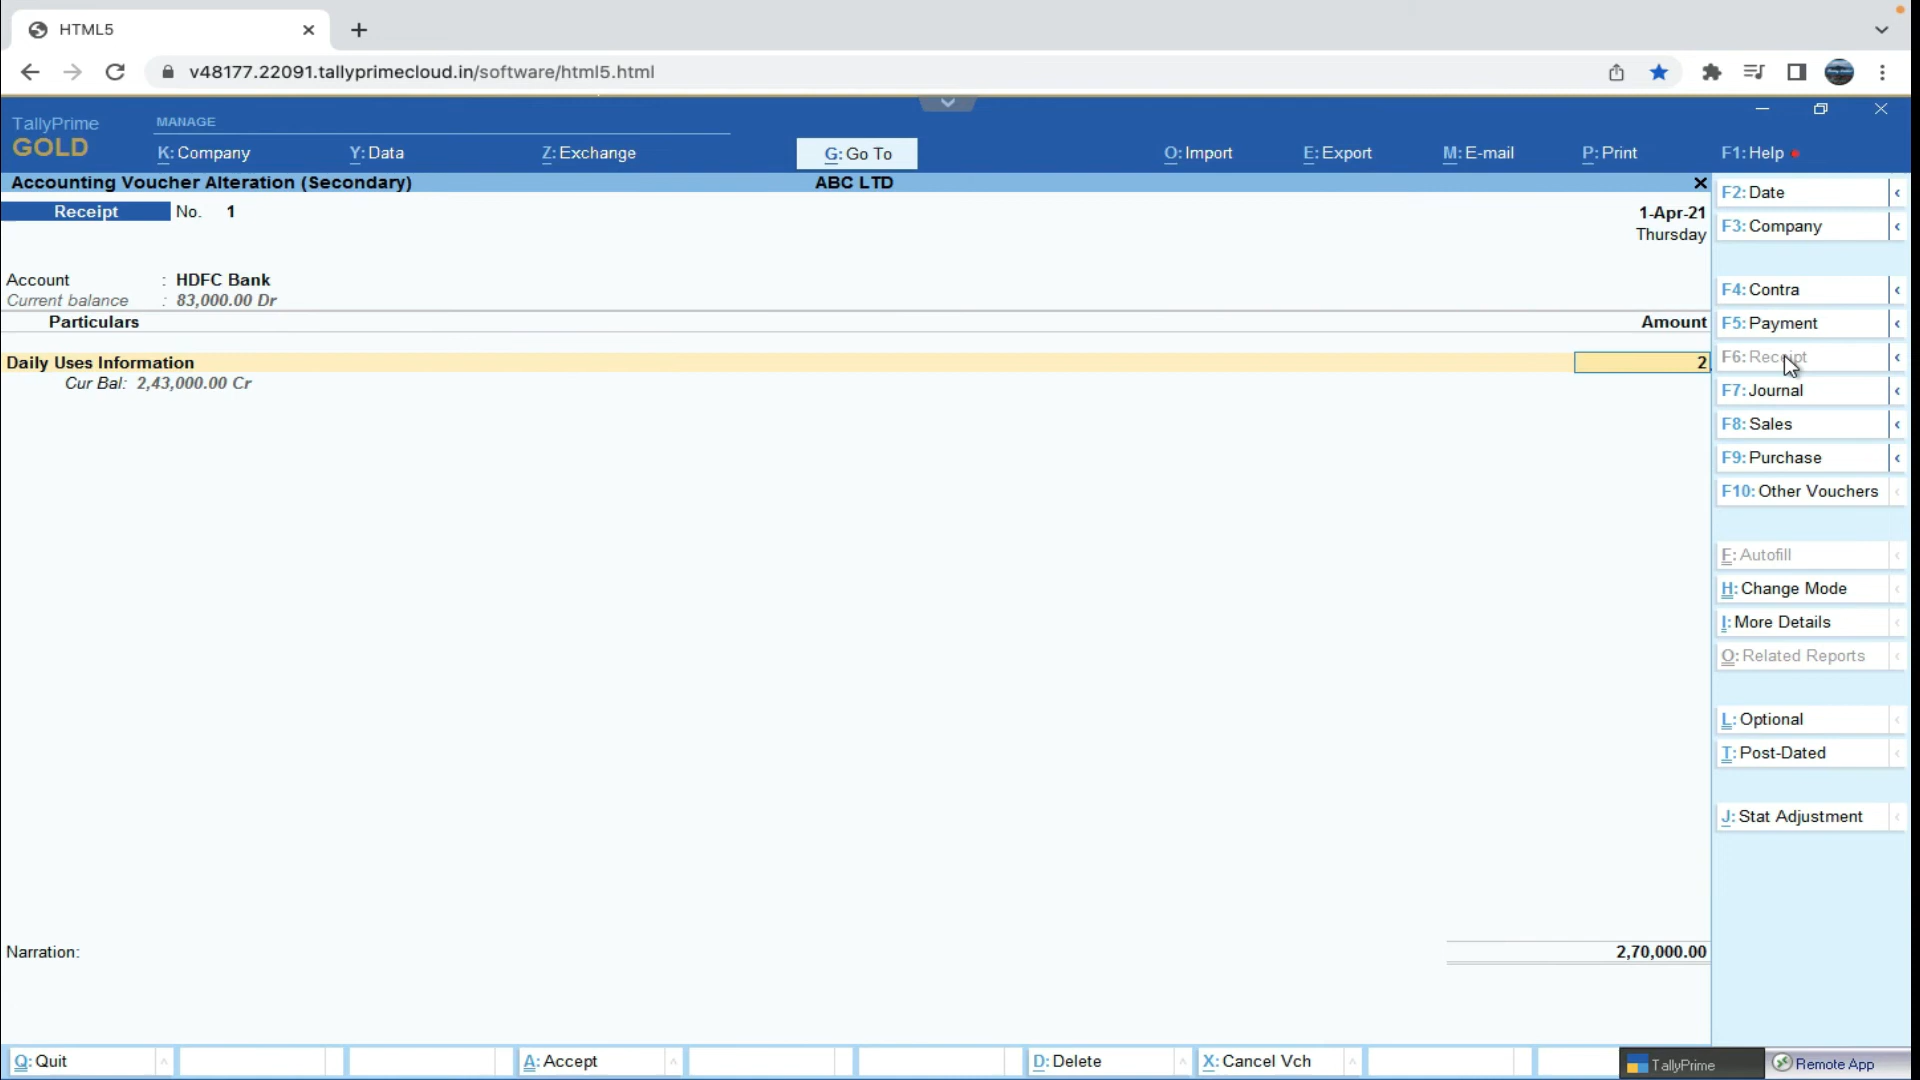 HTML5
v48177.22091.tallyprimecloud.in/software/html5.html
TallyPrime
GOLD
MANAGE
K: Company
Y: Data
Z: Exchange
G: Go To
O: Import
E: Export
M: E-mail
P: Print
F1: Help
Accounting Voucher Alteration (Secondary)
ABC LTD
Receipt No. 1
1-Apr-21
Thursday
Account : HDFC Bank
Current balance : 83,000.00 Dr
Particulars
Amount
Daily Uses Information
2
Cur Bal: 2,43,000.00 Cr
Narration:
2,70,000.00
F2: Date
F3: Company
F4: Contra
F5: Payment
F6: Receipt
F7: Journal
F8: Sales
F9: Purchase
F10: Other Vouchers
F: Autofill
H: Change Mode
I: More Details
O: Related Reports
L: Optional
T: Post-Dated
J: Stat Adjustment
Q: Quit
A: Accept
D: Delete
X: Cancel Vch
TallyPrime
Remote App